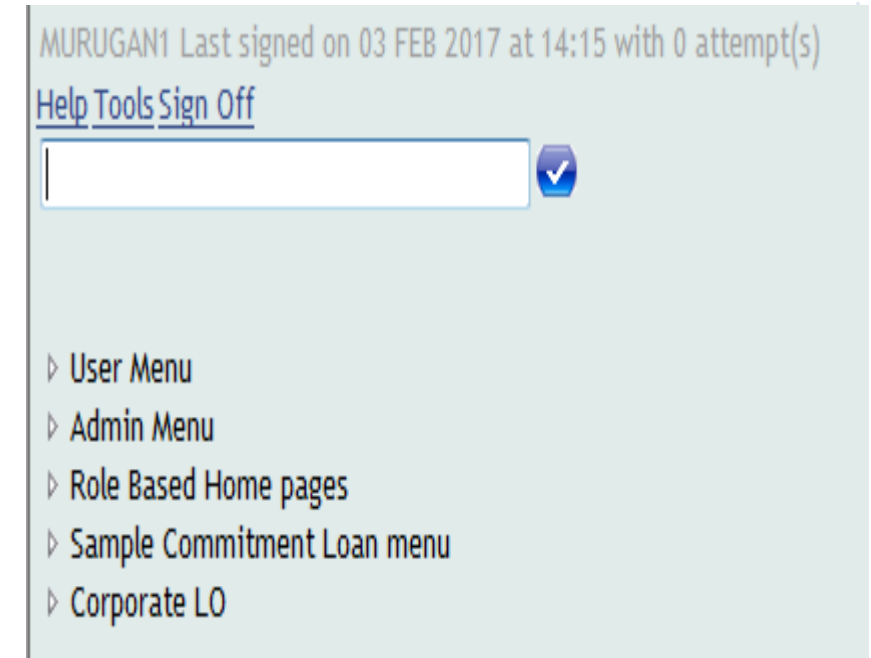 MURUGAN1 Last signed on 03 FEB 2017 at 14:15 with 0 attempt(s)
Help Tools Sign Off
User Menu
Admin Menu
Role Based Home pages
Sample Commitment Loan menu
Corporate LO